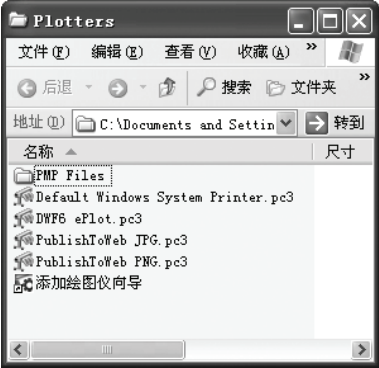 Plotters
文件(F) 编辑(E) 查看(V) 收藏(A) »
后退 搜索 文件夹 »
地址(D) C:\Documents and Settin 转到
名称 尺寸
PMP Files
Default Windows System Printer.pc3
DWF6 ePlot.pc3
PublishToWeb JPG.pc3
PublishToWeb PNG.pc3
添加绘图仪向导